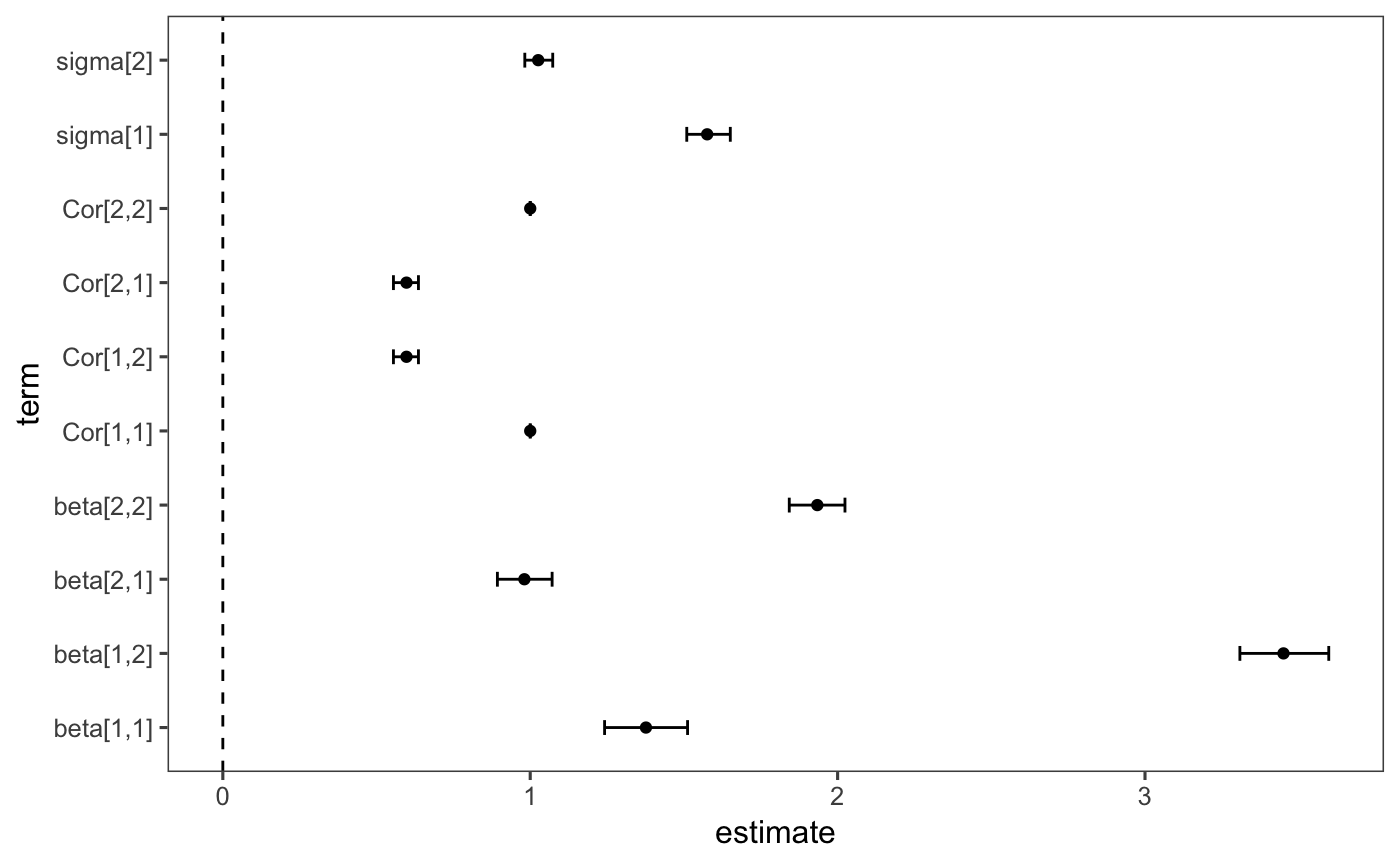 sigma[2]
sigma[1]
Cor[2,2]
Cor[2,1]
Cor[1,2]
Cor[1,1]
beta[2,2]
beta[2,1]
beta[1,2]
beta[1,1]
term
0 1 2 3
estimate